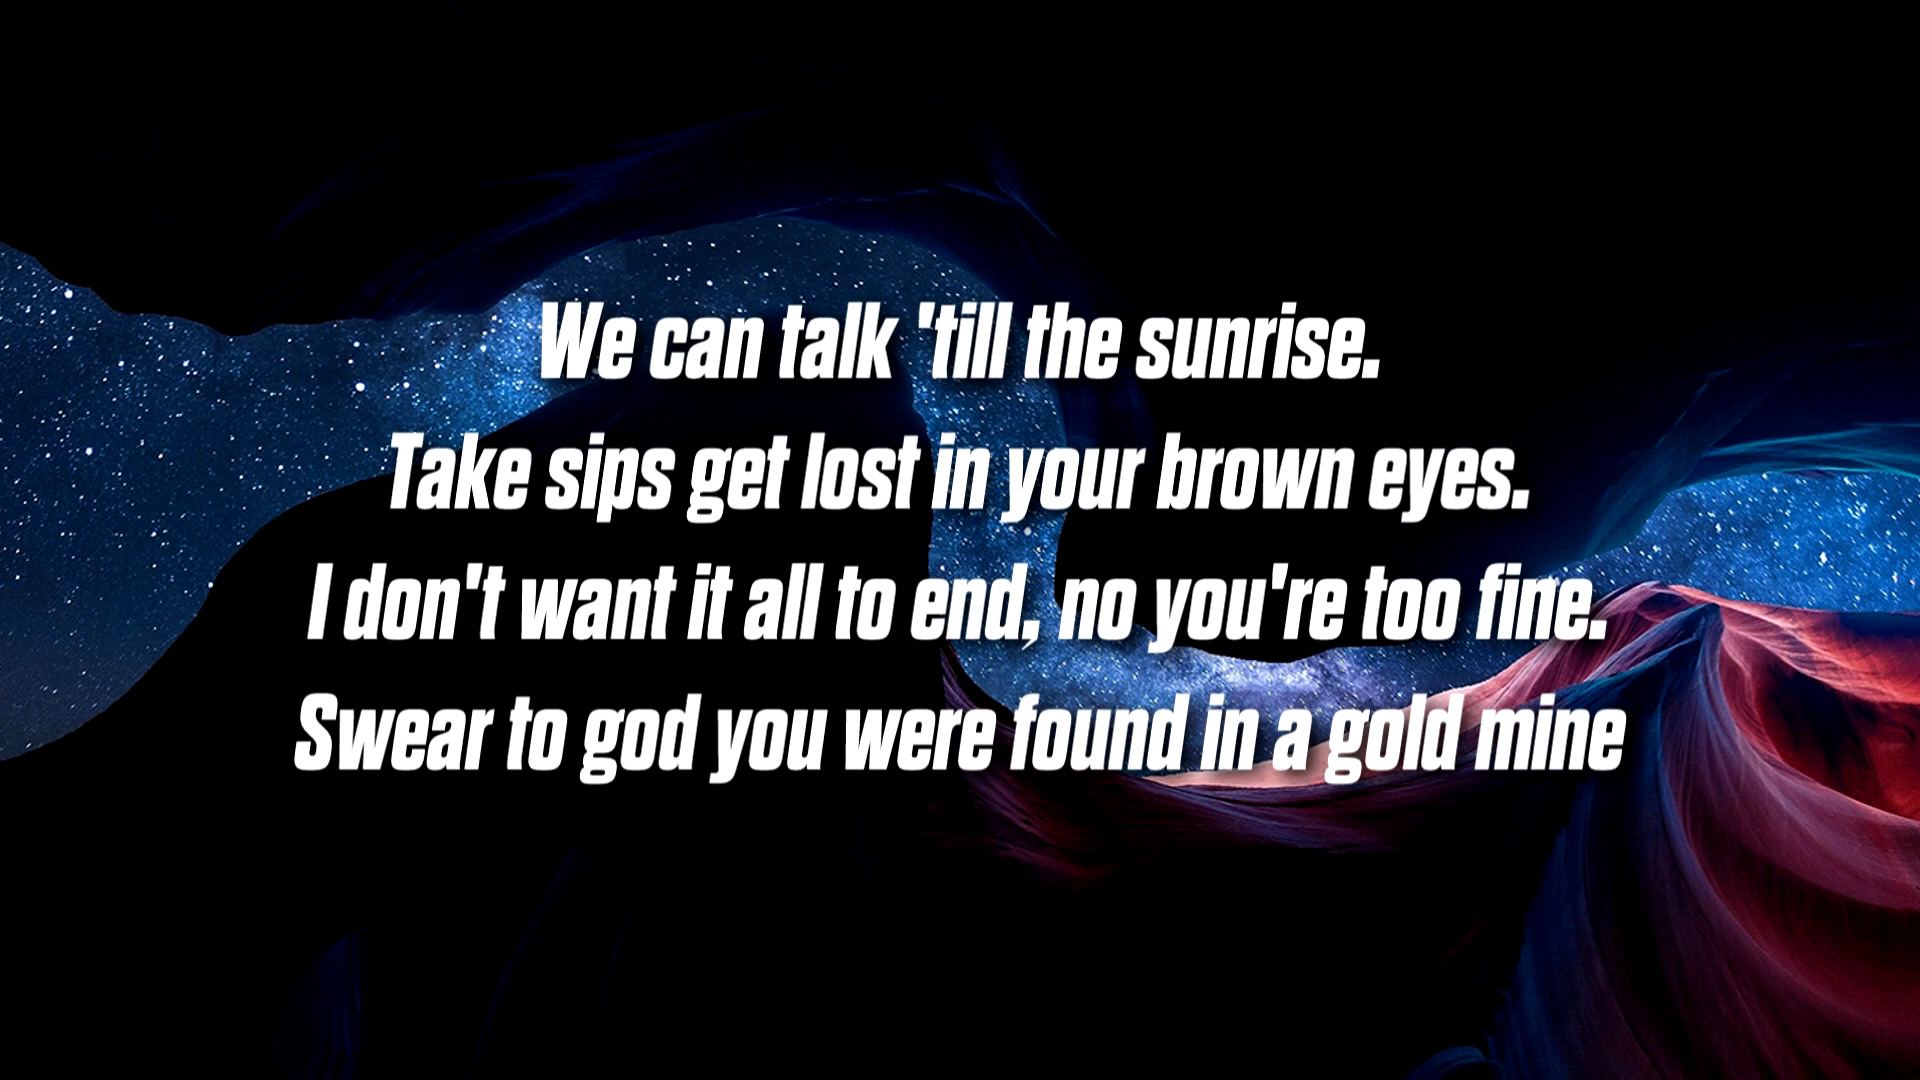 We can talk 'till the sunrise.
Take sips get lost in your brown eyes.
I don't want it all to end, no you're too fine.
Swear to god you were found in a gold mine